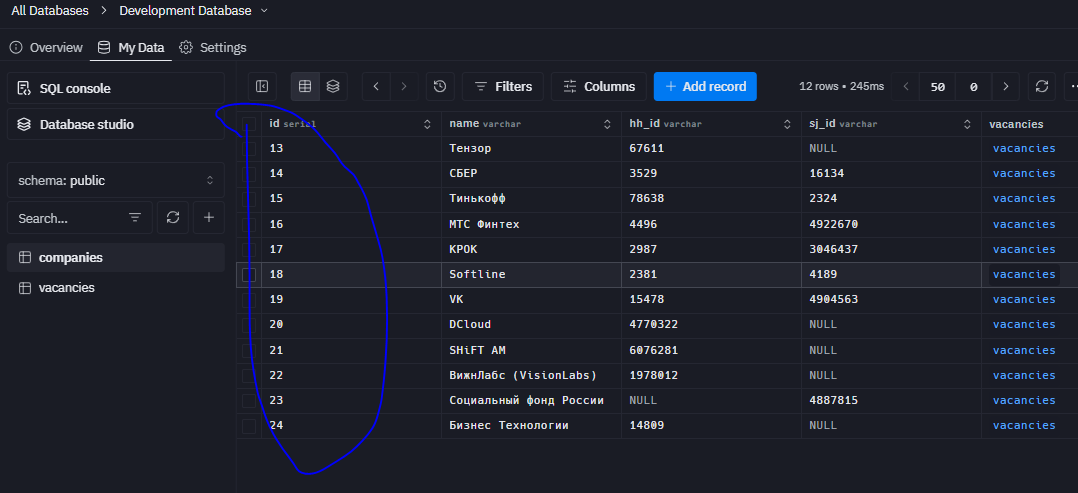 All Databases > Development Database
Overview My Data Settings
SQL console
Database studio
schema: public
Search...
companies
vacancies
Filters Columns + Add record 12 rows • 245ms 50 0
id serial name varchar hh_id varchar sj_id varchar vacancies
13 Тензор 67611 NULL vacancies
14 СБЕР 3529 16134 vacancies
15 Тинькофф 78638 2324 vacancies
16 МТС Финтех 4496 4922670 vacancies
17 КРОК 2987 3046437 vacancies
18 Softline 2381 4189 vacancies
19 VK 15478 4904563 vacancies
20 DCloud 4770322 NULL vacancies
21 SHiFT AM 6076281 NULL vacancies
22 ВижнЛабс (VisionLabs) 1978012 NULL vacancies
23 Социальный фонд России NULL 4887815 vacancies
24 Бизнес Технологии 14809 NULL vacancies